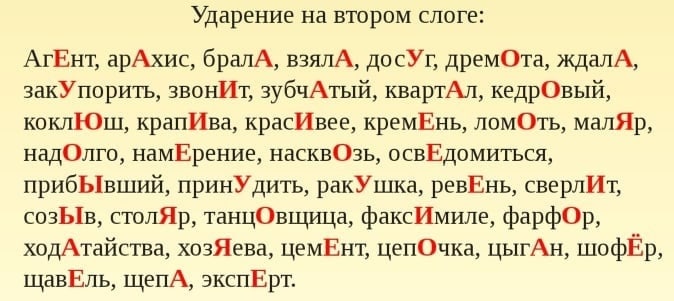 Ударение на втором слоге:
АгЕнт, арАхис, бралА, взялА, досУг, дремОта, ждалА,
закУпорить, звонИт, зубчАтый, квартАл, кедрОвый,
коклЮш, крапИва, красИвее, кремЕнь, ломОть, малЯр,
надОлго, намЕрение, насквОзь, освЕдомиться,
прибЫвший, принУдить, ракУшка, ревЕнь, сверлИт,
созЫв, столЯр, танцОвщица, факсИмиле, фарфОр,
ходАтайства, хозЯева, цемЕнт, цепОчка, цыгАн, шофЁр,
щавЕль, щепА, экспЕрт.